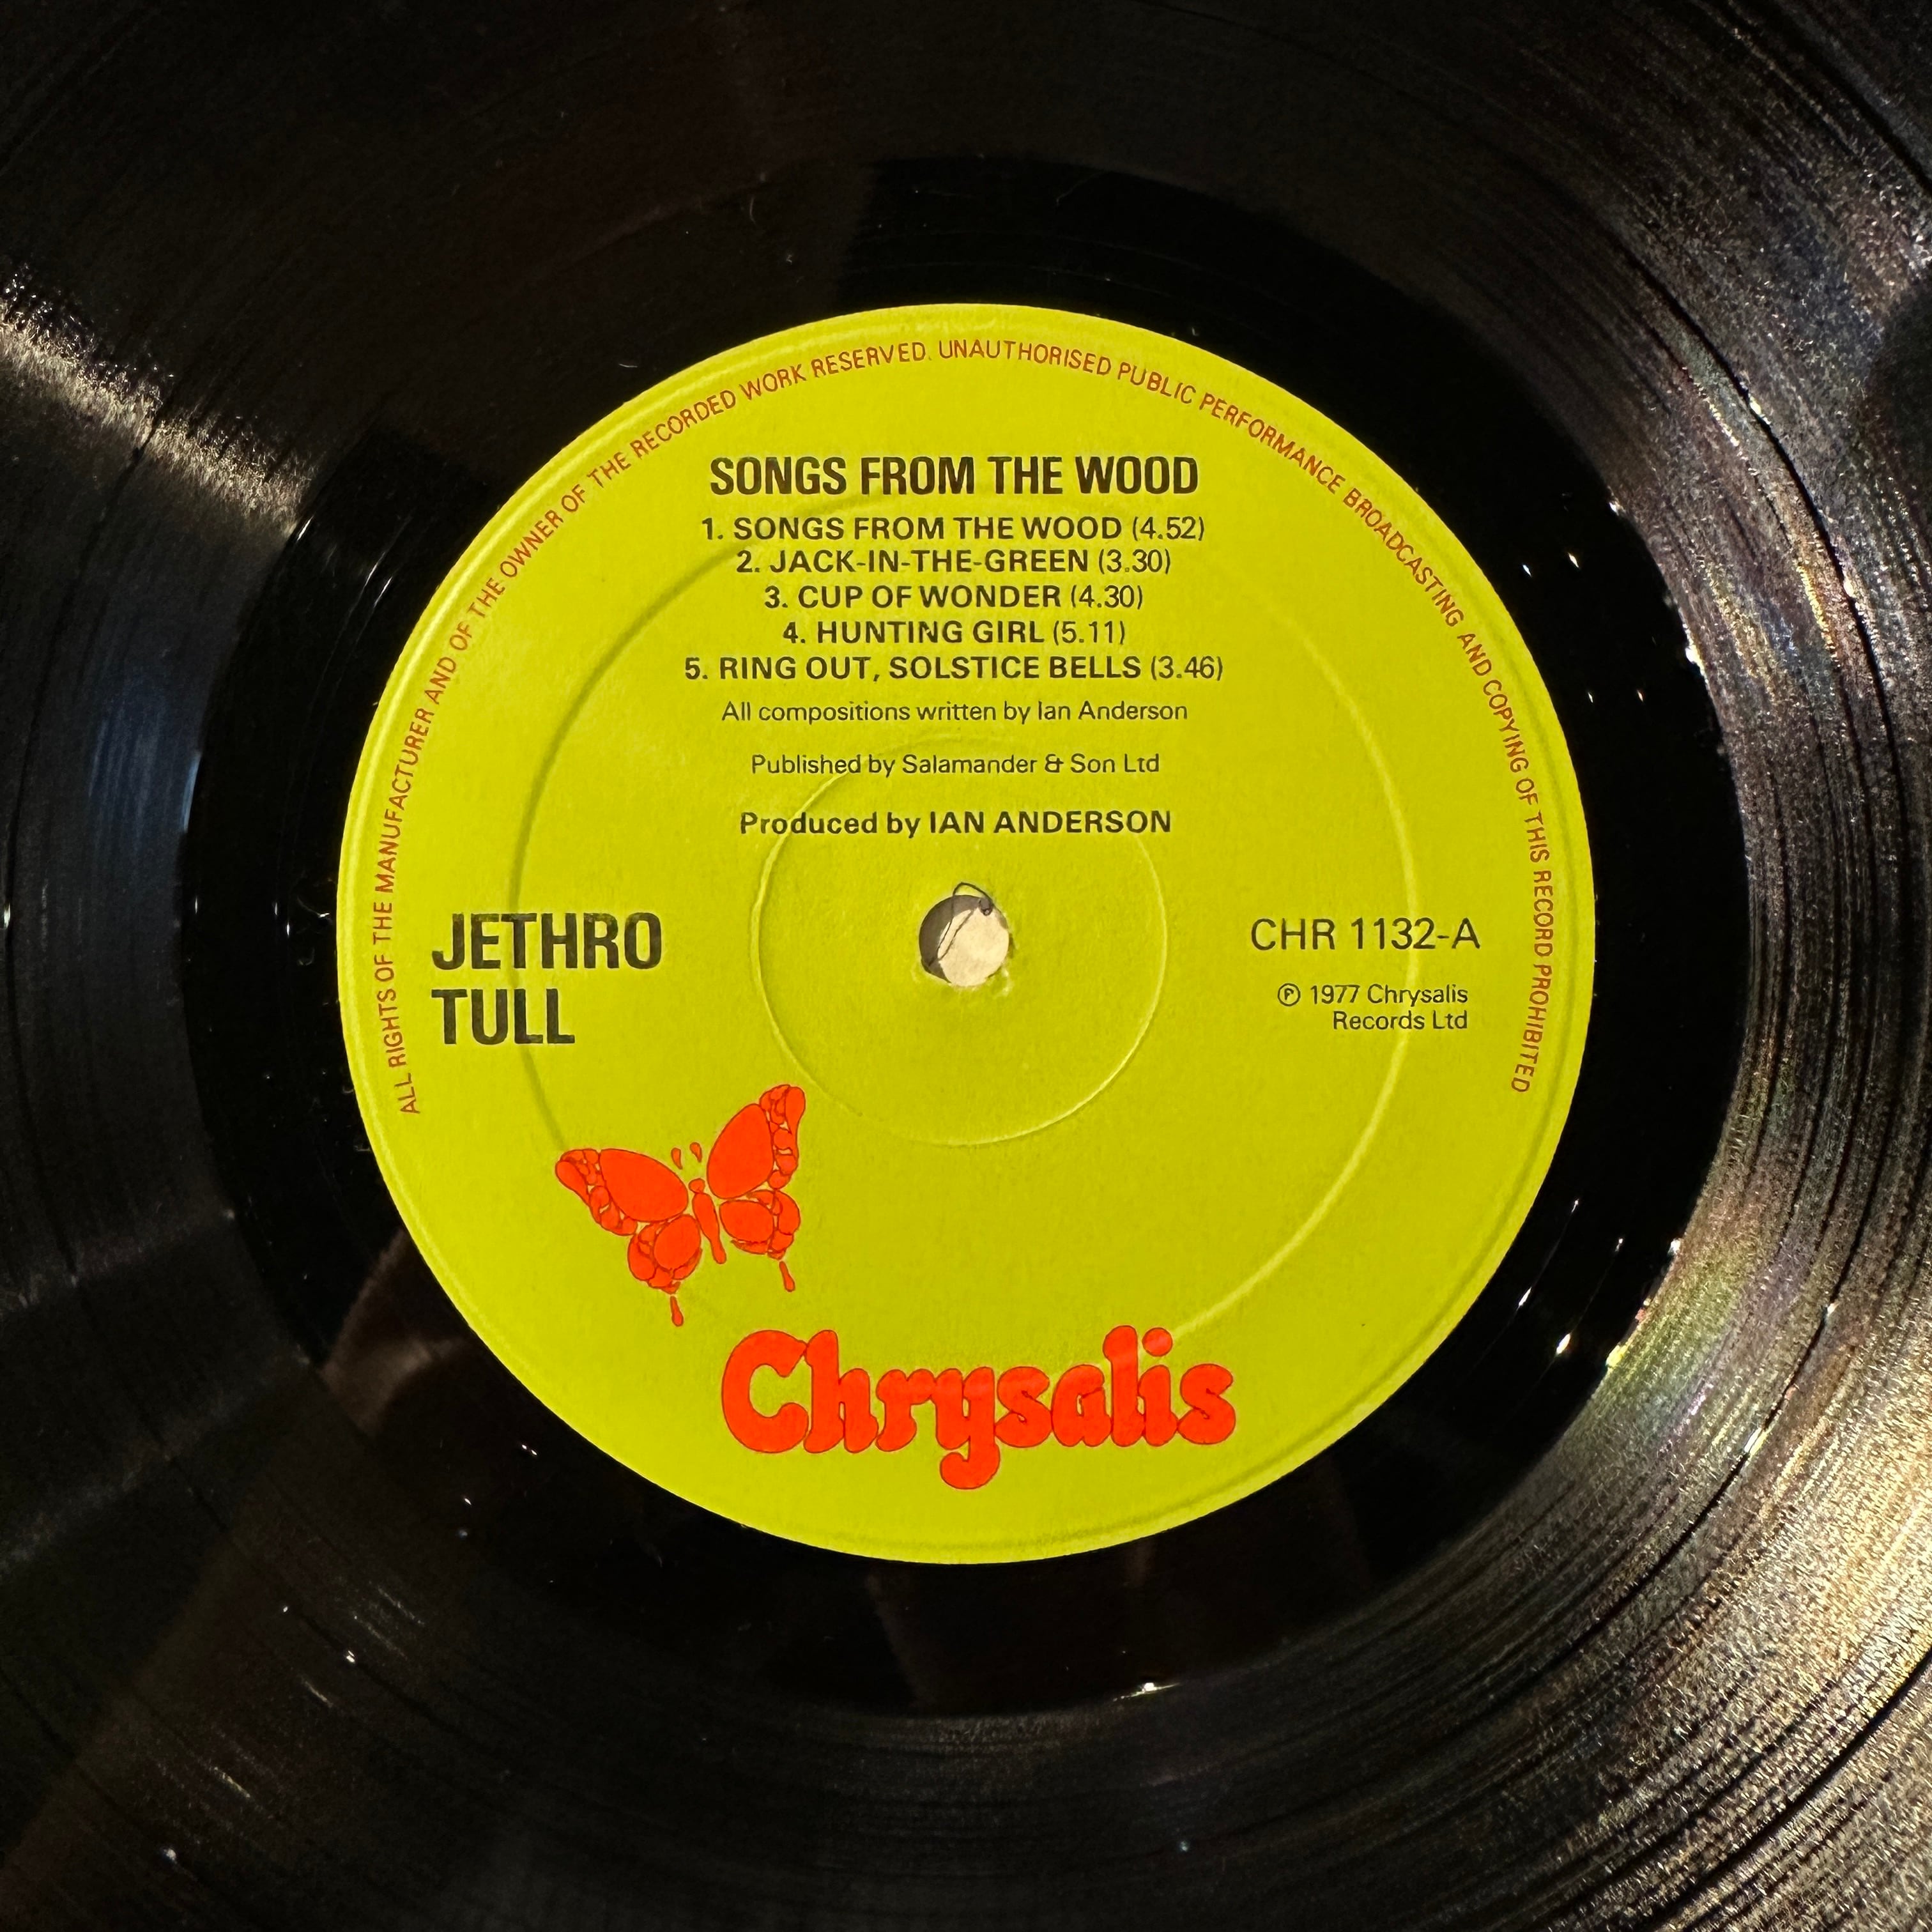 ALL RIGHTS OF THE MANUFACTURER AND OF THE OWNER OF THE RECORDED WORK RESERVED. UNAUTHORISED PUBLIC PERFORMANCE BROADCASTING AND COPYING OF THIS RECORD PROHIBITED
SONGS FROM THE WOOD
1. SONGS FROM THE WOOD (4.52)
2. JACK-IN-THE-GREEN (3.30)
3. CUP OF WONDER (4.30)
4. HUNTING GIRL (5.11)
5. RING OUT, SOLSTICE BELLS (3.46)
All compositions written by Ian Anderson
Published by Salamander & Son Ltd
Produced by IAN ANDERSON
JETHRO
TULL
CHR 1132-A
℗ 1977 Chrysalis
Records Ltd
Chrysalis